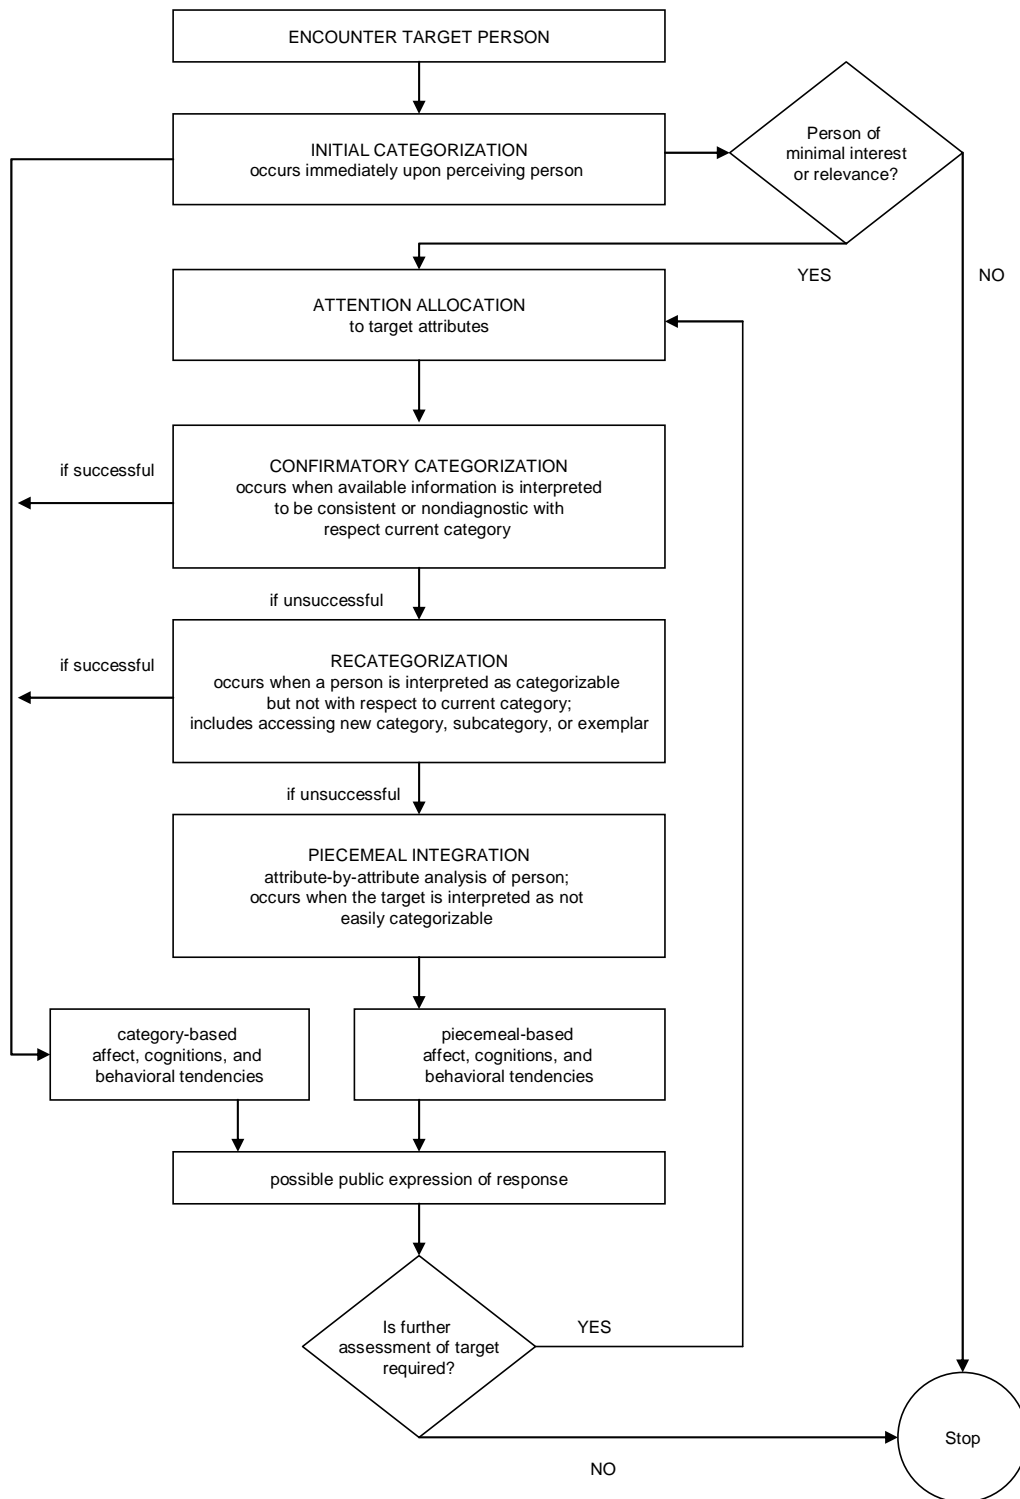 ENCOUNTER TARGET PERSON
INITIAL CATEGORIZATION
occurs immediately upon perceiving person
Person of
minimal interest
or relevance?
YES
NO
ATTENTION ALLOCATION
to target attributes
if successful
CONFIRMATORY CATEGORIZATION
occurs when available information is interpreted
to be consistent or nondiagnostic with
respect current category
if unsuccessful
if successful
RECATEGORIZATION
occurs when a person is interpreted as categorizable
but not with respect to current category;
includes accessing new category, subcategory, or exemplar
if unsuccessful
PIECEMEAL INTEGRATION
attribute-by-attribute analysis of person;
occurs when the target is interpreted as not
easily categorizable
category-based
affect, cognitions, and
behavioral tendencies
piecemeal-based
affect, cognitions, and
behavioral tendencies
possible public expression of response
Is further
assessment of target
required?
YES
NO
Stop